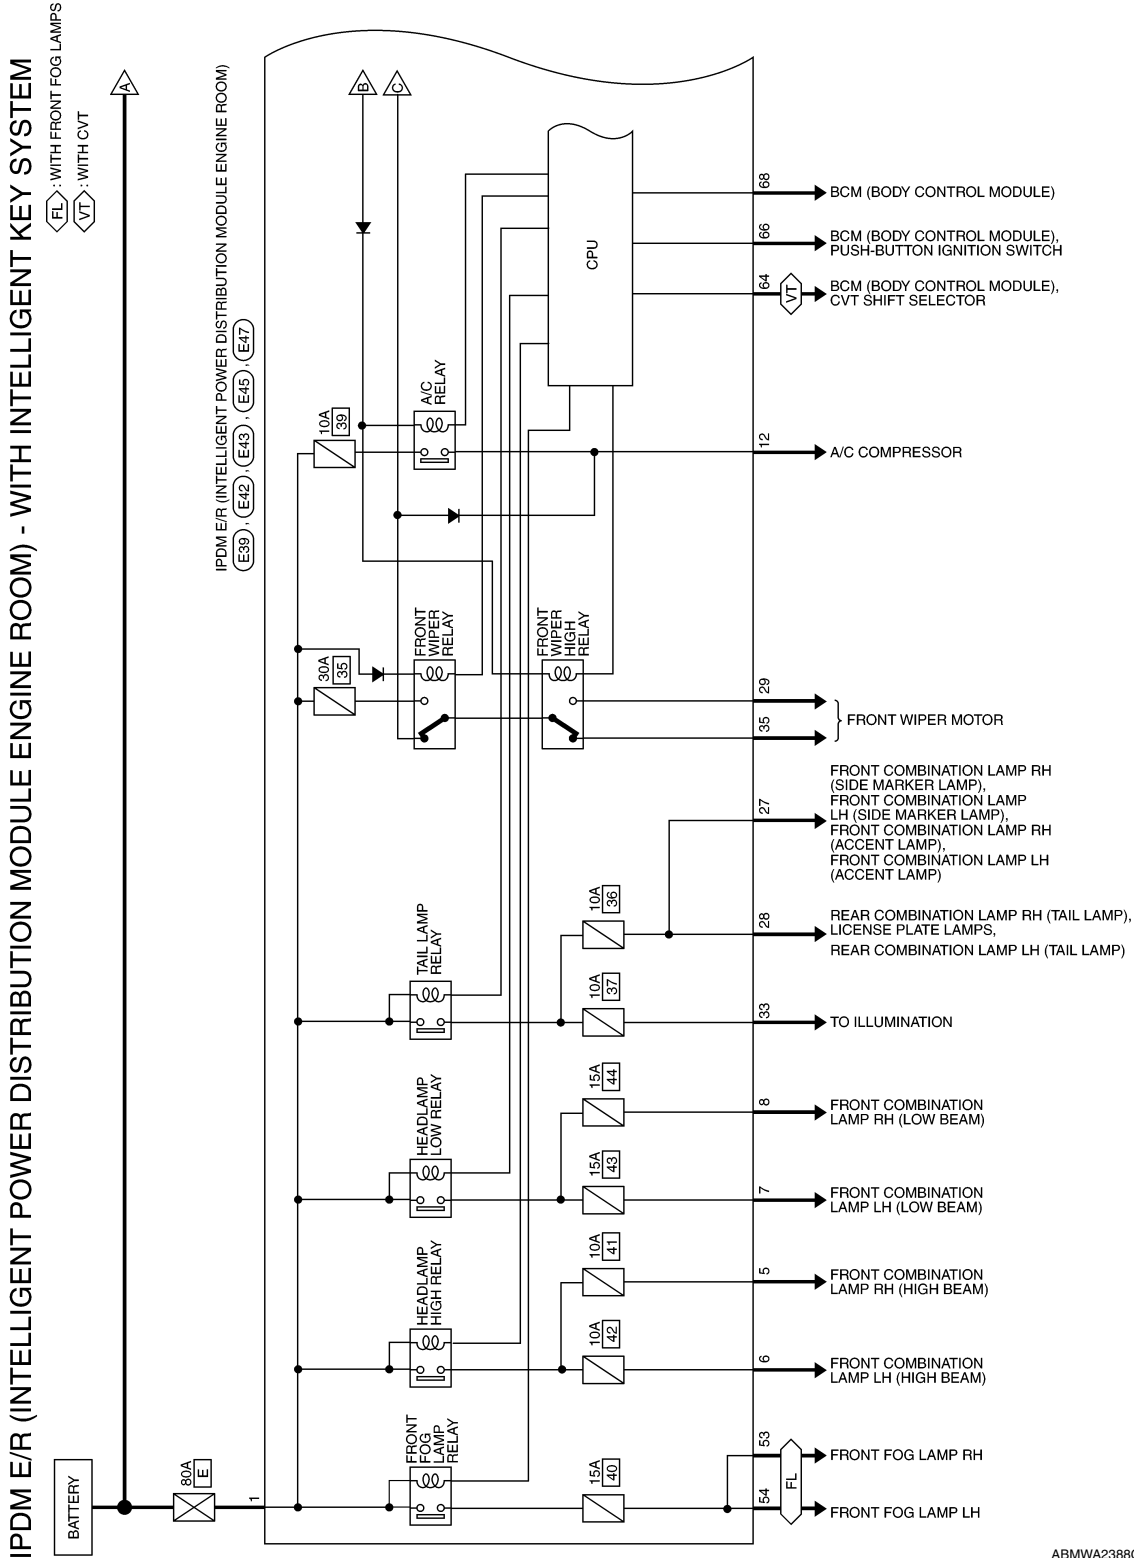 IPDM E/R (INTELLIGENT POWER DISTRIBUTION MODULE ENGINE ROOM) - WITH INTELLIGENT KEY SYSTEM
FL : WITH FRONT FOG LAMPS
VT : WITH CVT
A
B
C
IPDM E/R (INTELLIGENT POWER DISTRIBUTION MODULE ENGINE ROOM)
E39 , E42 , E43 , E45 , E47
CPU
68
BCM (BODY CONTROL MODULE)
66
BCM (BODY CONTROL MODULE),
PUSH-BUTTON IGNITION SWITCH
64
VT
BCM (BODY CONTROL MODULE),
CVT SHIFT SELECTOR
10A
39
A/C
RELAY
12
A/C COMPRESSOR
30A
35
FRONT
WIPER
RELAY
FRONT
WIPER
HIGH
RELAY
29
35
FRONT WIPER MOTOR
27
FRONT COMBINATION LAMP RH
(SIDE MARKER LAMP),
FRONT COMBINATION LAMP
LH (SIDE MARKER LAMP),
FRONT COMBINATION LAMP RH
(ACCENT LAMP),
FRONT COMBINATION LAMP LH
(ACCENT LAMP)
10A
36
28
REAR COMBINATION LAMP RH (TAIL LAMP),
LICENSE PLATE LAMPS,
REAR COMBINATION LAMP LH (TAIL LAMP)
TAIL LAMP
RELAY
10A
37
33
TO ILLUMINATION
15A
44
8
FRONT COMBINATION
LAMP RH (LOW BEAM)
HEADLAMP
LOW RELAY
15A
43
7
FRONT COMBINATION
LAMP LH (LOW BEAM)
10A
41
5
FRONT COMBINATION
LAMP RH (HIGH BEAM)
HEADLAMP
HIGH RELAY
10A
42
6
FRONT COMBINATION
LAMP LH (HIGH BEAM)
53
FRONT FOG LAMP RH
FL
BATTERY
80A
E
1
FRONT
FOG
LAMP
RELAY
15A
40
54
FRONT FOG LAMP LH